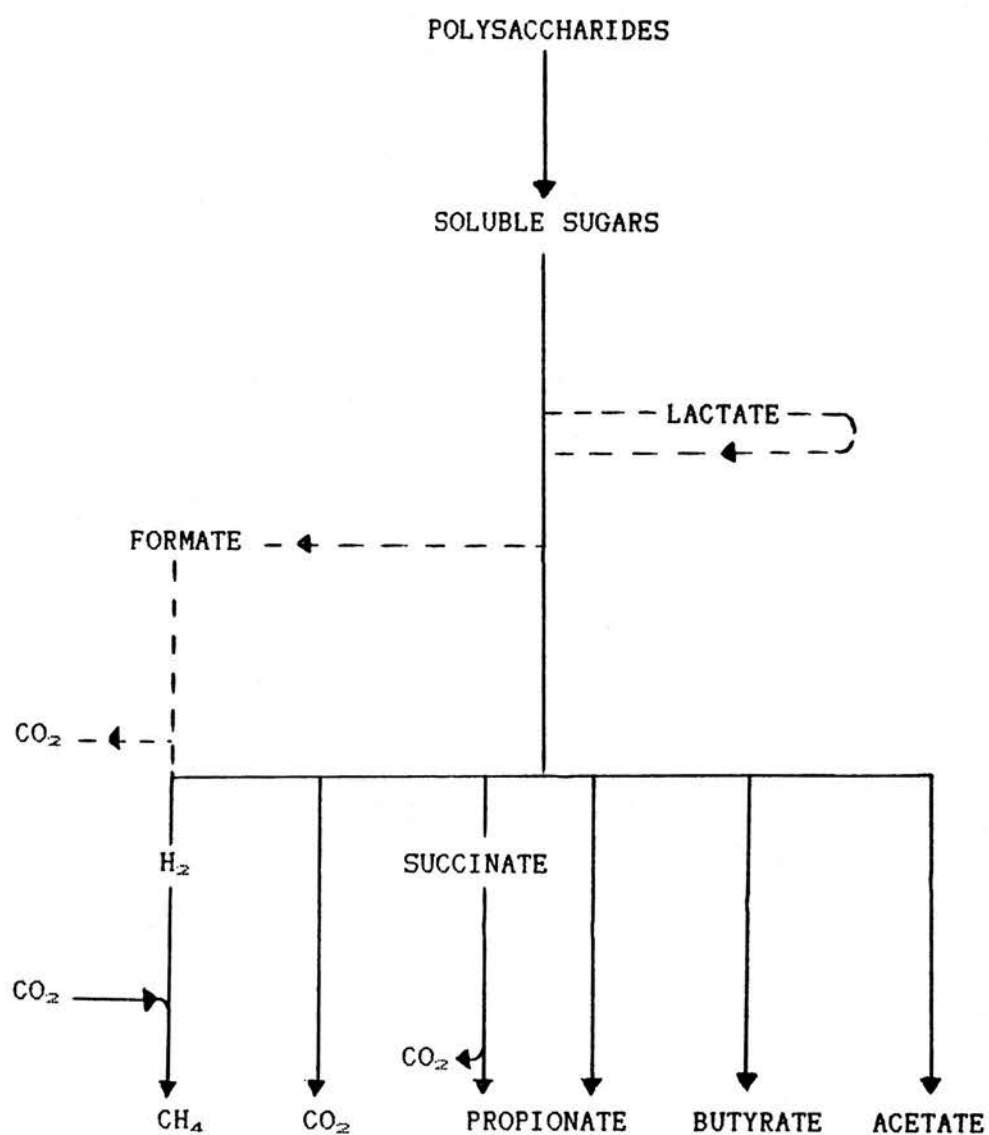 POLYSACCHARIDES
SOLUBLE SUGARS
LACTATE
FORMATE
CO₂
H₂
SUCCINATE
CO₂
CO₂
CH₄ CO₂ PROPIONATE BUTYRATE ACETATE